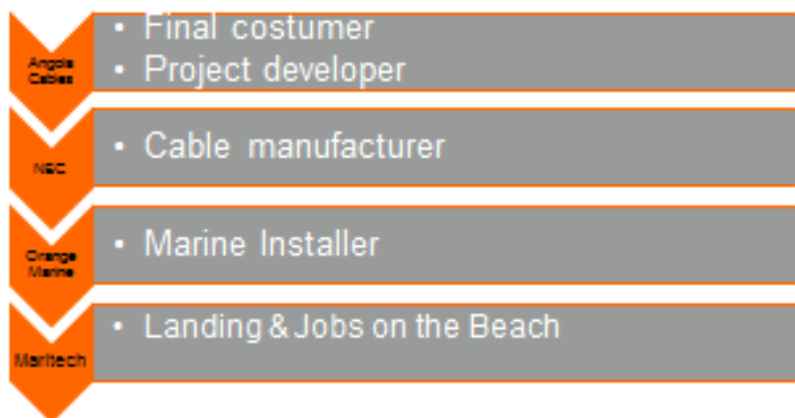 Angola
Cables
• Final costumer
• Project developer
NEC
• Cable manufacturer
Orange
Marine
• Marine Installer
Maritech
• Landing & Jobs on the Beach